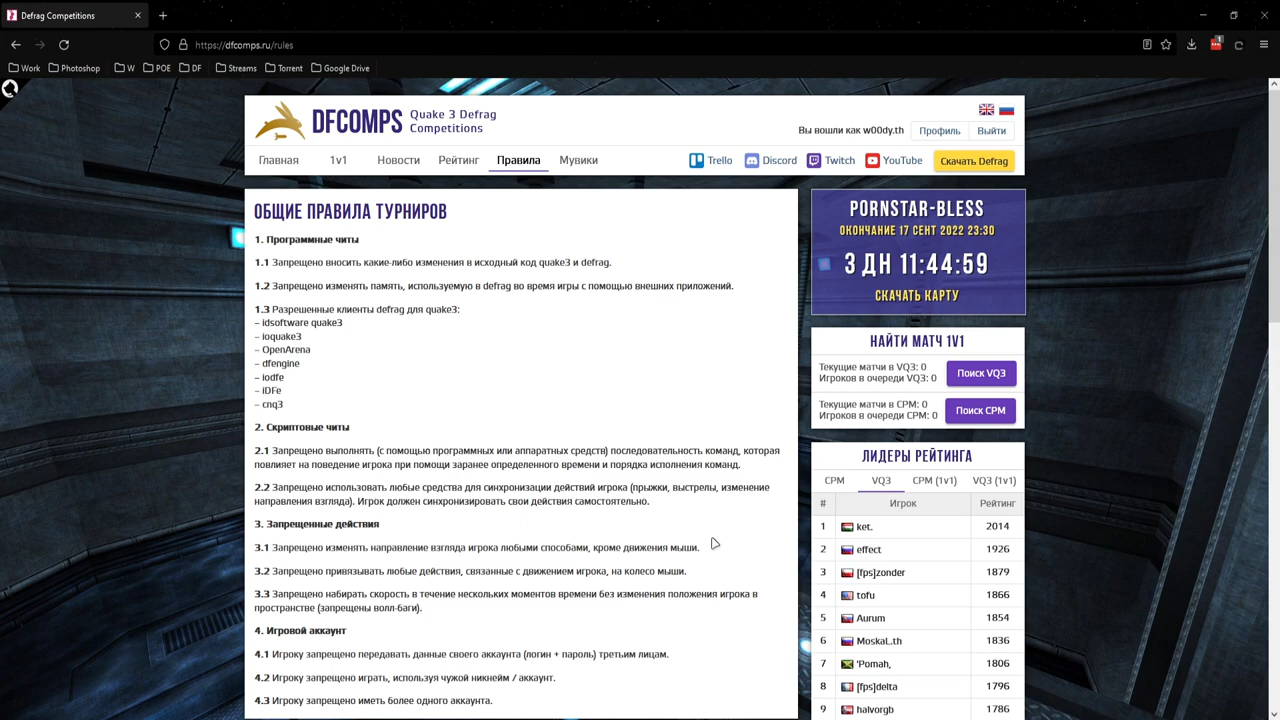 Defrag Competitions
https://dfcomps.ru/rules
1
Work
Photoshop
W
POE
DF
Streams
Torrent
Google Drive
DFCOMPS
Quake 3 Defrag
Competitions
Вы вошли как w00dy.th
Профиль
Выйти
Главная
1v1
Новости
Рейтинг
Правила
Мувики
Trello
Discord
Twitch
YouTube
Скачать Defrag
ОБЩИЕ ПРАВИЛА ТУРНИРОВ
1. Программные читы
1.1 Запрещено вносить какие-либо изменения в исходный код quake3 и defrag.
1.2 Запрещено изменять память, используемую в defrag во время игры с помощью внешних приложений.
1.3 Разрешенные клиенты defrag для quake3:
– idsoftware quake3
– ioquake3
– OpenArena
– dfengine
– iodfe
– iDFe
– cnq3
2. Скриптовые читы
2.1 Запрещено выполнять (с помощью программных или аппаратных средств) последовательность команд, которая
повлияет на поведение игрока при помощи заранее определенного времени и порядка исполнения команд.
2.2 Запрещено использовать любые средства для синхронизации действий игрока (прыжки, выстрелы, изменение
направления взгляда). Игрок должен синхронизировать свои действия самостоятельно.
3. Запрещенные действия
3.1 Запрещено изменять направление взгляда игрока любыми способами, кроме движения мыши.
3.2 Запрещено привязывать любые действия, связанные с движением игрока, на колесо мыши.
3.3 Запрещено набирать скорость в течение нескольких моментов времени без изменения положения игрока в
пространстве (запрещены волл-баги).
4. Игровой аккаунт
4.1 Игроку запрещено передавать данные своего аккаунта (логин + пароль) третьим лицам.
4.2 Игроку запрещено играть, используя чужой никнейм / аккаунт.
4.3 Игроку запрещено иметь более одного аккаунта.
PORNSTAR-BLESS
ОКОНЧАНИЕ 17 СЕНТ 2022 23:30
3 ДН 11:44:59
СКАЧАТЬ КАРТУ
НАЙТИ МАТЧ 1V1
Текущие матчи в VQ3: 0
Игроков в очереди VQ3: 0
Поиск VQ3
Текущие матчи в CPM: 0
Игроков в очереди CPM: 0
Поиск CPM
ЛИДЕРЫ РЕЙТИНГА
CPM
VQ3
CPM (1v1)
VQ3 (1v1)
# Игрок Рейтинг
1 ket. 2014
2 effect 1926
3 [fps]zonder 1879
4 tofu 1866
5 Aurum 1854
6 Moskal..th 1836
7 'Pomah, 1806
8 [fps]delta 1796
9 halvorgb 1786